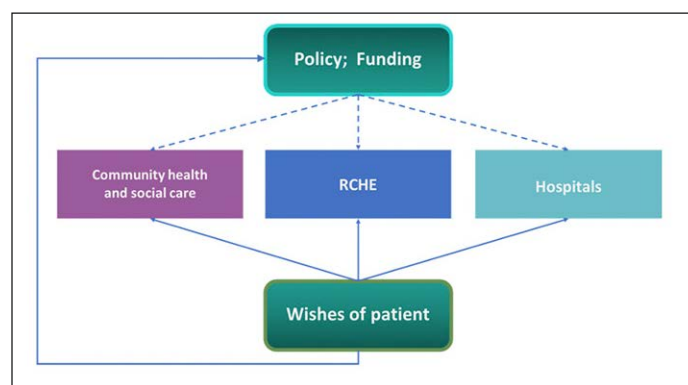 Policy; Funding
Community health
and social care
RCHE
Hospitals
Wishes of patient